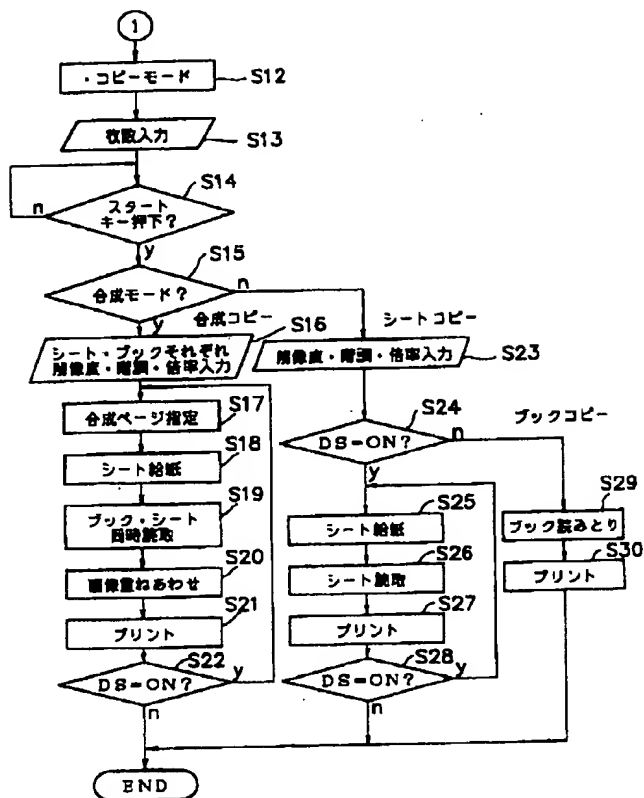 1
・コピーモード
S12
枚数入力
S13
S14
スタート
キー押下?
n
y
S15
合成モード?
n
y
合成コピー
S16
シートコピー
シート・ブックそれぞれ
解像度・階調・倍率入力
解像度・階調・倍率入力
S23
合成ページ指定
S17
S24
DS=ON?
n
y
ブックコピー
シート給紙
S18
ブック・シート
同時読取
S19
シート給紙
S25
ブック読みとり
S29
画像重ねあわせ
S20
シート読取
S26
プリント
S30
プリント
S21
プリント
S27
DS=ON?
S22
y
n
DS=ON?
S28
y
n
END